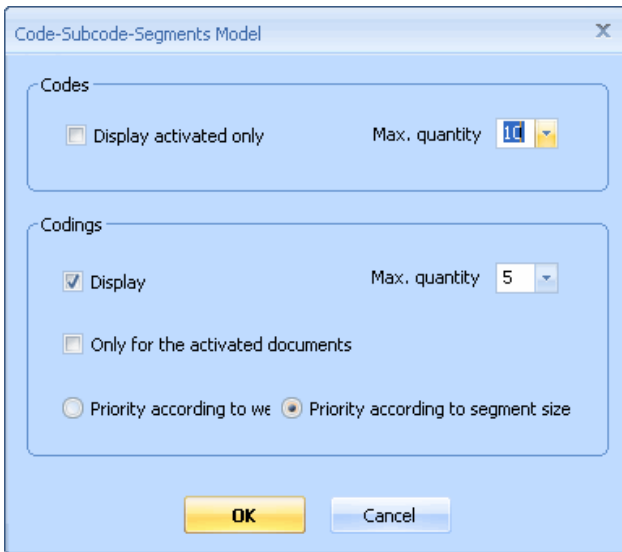 Code-Subcode-Segments Model
Codes
Display activated only Max. quantity 10
Codings
Display Max. quantity 5
Only for the activated documents
Priority according to we Priority according to segment size
OK Cancel